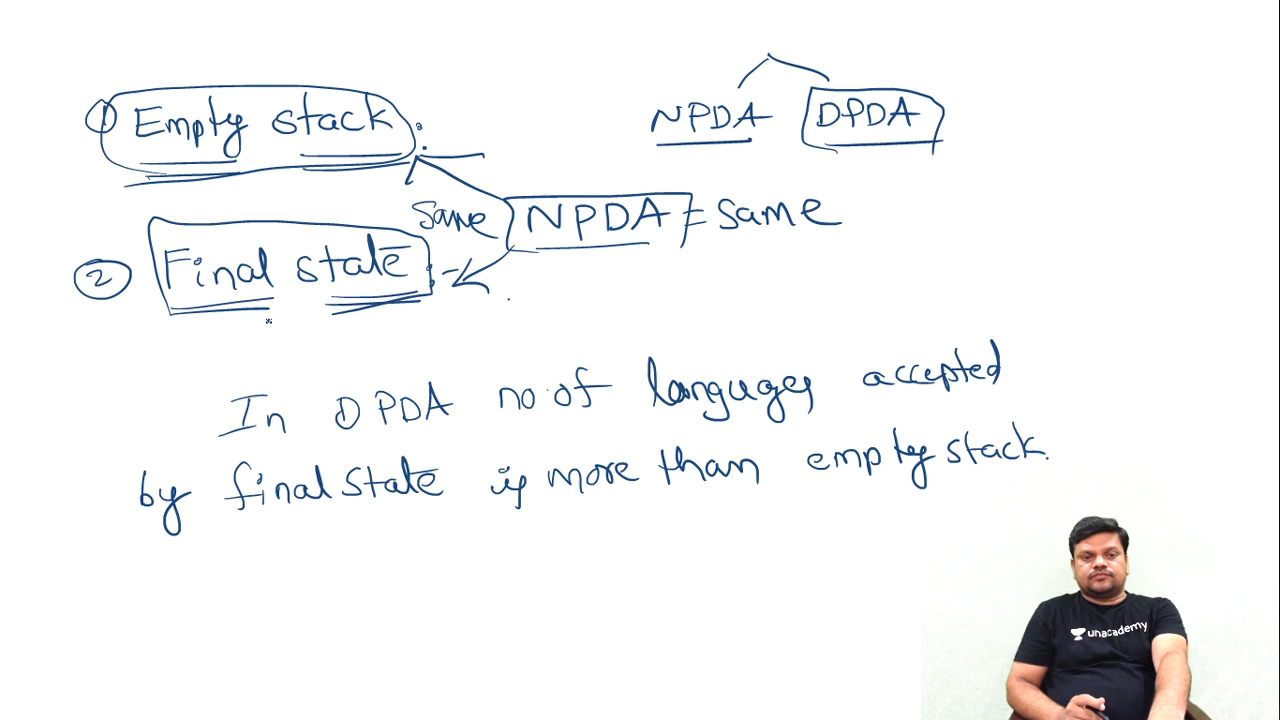 ① Empty stack :
NPDA DPDA
Same NPDA = same
② Final state :
In DPDA no of languages accepted
by final state is more than empty stack.
unacademy